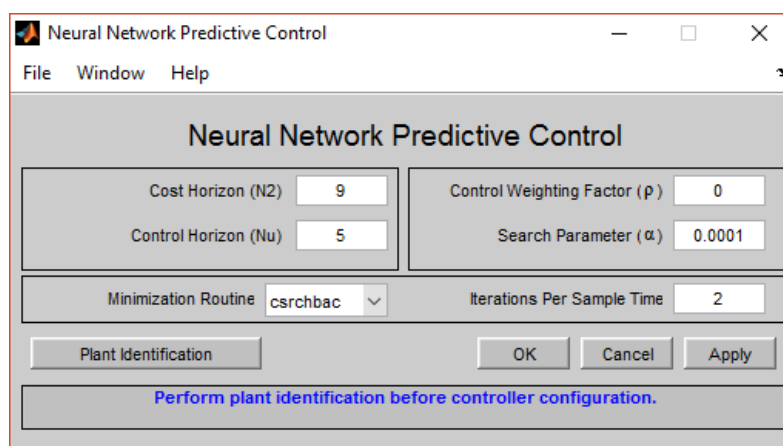 Neural Network Predictive Control
File Window Help
Neural Network Predictive Control
Cost Horizon (N2) 9 Control Weighting Factor (ρ) 0
Control Horizon (Nu) 5 Search Parameter (α) 0.0001
Minimization Routine csrchbac Iterations Per Sample Time 2
Plant Identification OK Cancel Apply
Perform plant identification before controller configuration.